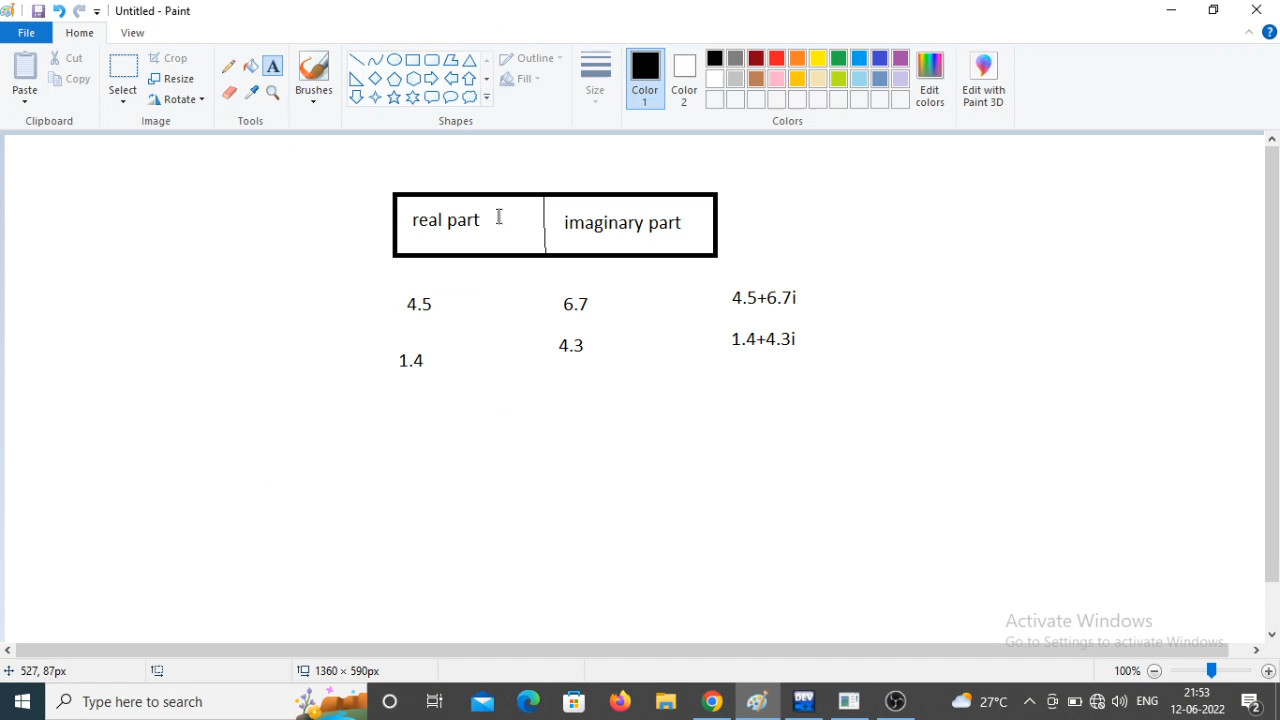 Untitled - Paint
File Home View
Paste
Cut
Copy
Clipboard
Select
Crop
Resize
Rotate
Image
Tools
Brushes
Shapes
Outline
Fill
Size
Color 1
Color 2
Edit colors
Colors
Edit with Paint 3D
real part imaginary part
4.5 6.7 4.5+6.7i
1.4 4.3 1.4+4.3i
Activate Windows
Go to Settings to activate Windows.
527, 87px 1360 × 590px 100%
Type here to search DEV 27°C ENG 21:53
12-06-2022 2